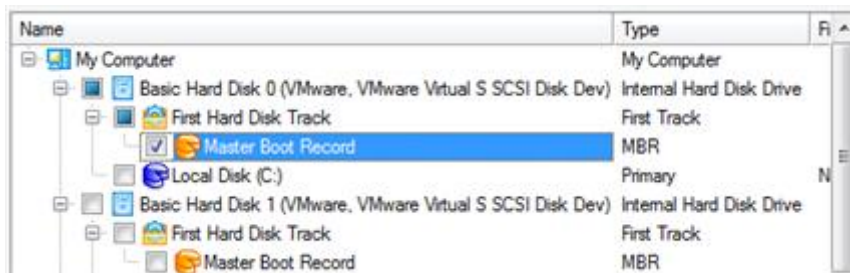 Name Type Fi
My Computer My Computer
Basic Hard Disk 0 (VMware, VMware Virtual S SCSI Disk Dev) Internal Hard Disk Drive
First Hard Disk Track First Track
Master Boot Record MBR
Local Disk (C:) Primary N
Basic Hard Disk 1 (VMware, VMware Virtual S SCSI Disk Dev) Internal Hard Disk Drive
First Hard Disk Track First Track
Master Boot Record MBR